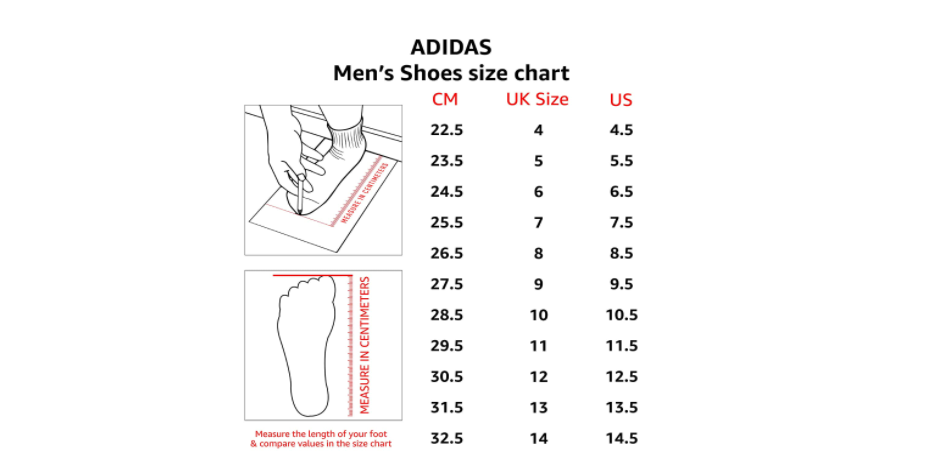 ADIDAS
Men’s Shoes size chart
CM UK Size US
22.5 4 4.5
23.5 5 5.5
24.5 6 6.5
25.5 7 7.5
26.5 8 8.5
27.5 9 9.5
28.5 10 10.5
29.5 11 11.5
30.5 12 12.5
31.5 13 13.5
32.5 14 14.5
MEASURE IN CENTIMETERS
MEASURE IN CENTIMETERS
Measure the length of your foot
& compare values in the size chart